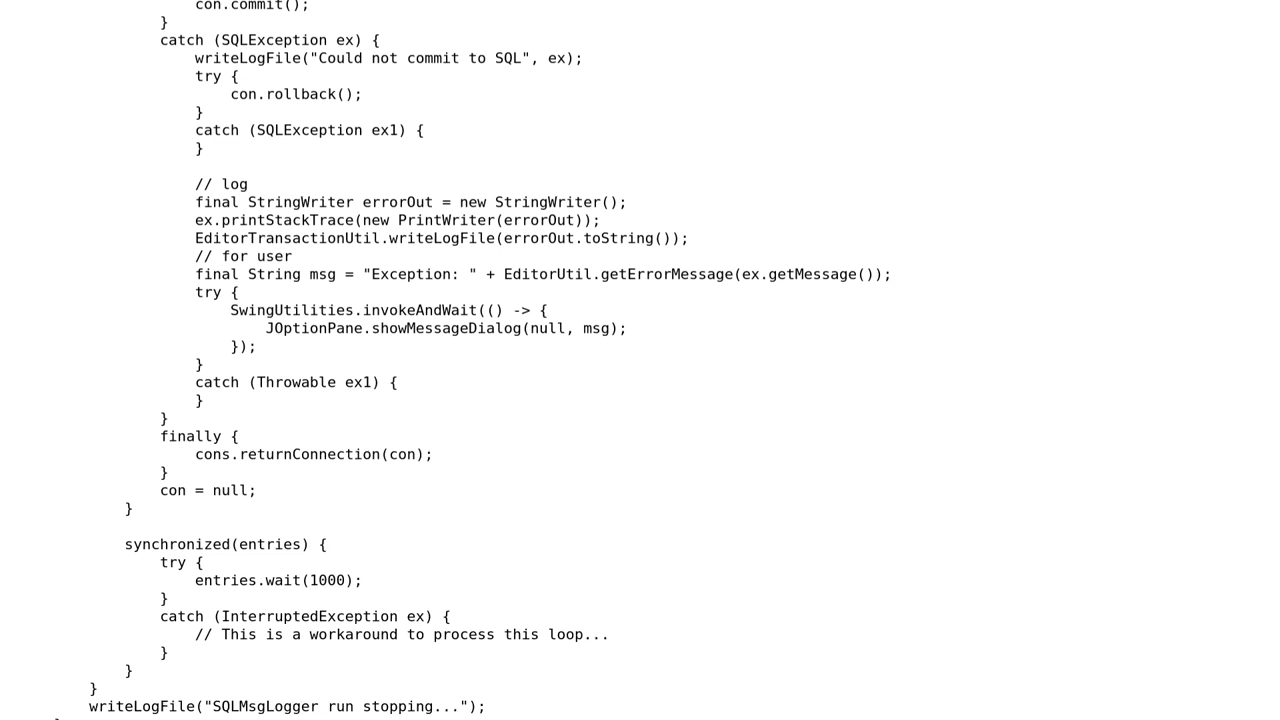 con.commit();
}
catch (SQLException ex) {
writeLogFile("Could not commit to SQL", ex);
try {
con.rollback();
}
catch (SQLException ex1) {
}
// log
final StringWriter errorOut = new StringWriter();
ex.printStackTrace(new PrintWriter(errorOut));
EditorTransactionUtil.writeLogFile(errorOut.toString());
// for user
final String msg = "Exception: " + EditorUtil.getErrorMessage(ex.getMessage());
try {
SwingUtilities.invokeAndWait(() -> {
JOptionPane.showMessageDialog(null, msg);
});
}
catch (Throwable ex1) {
}
}
finally {
cons.returnConnection(con);
}
con = null;
}
synchronized(entries) {
try {
entries.wait(1000);
}
catch (InterruptedException ex) {
// This is a workaround to process this loop...
}
}
}
writeLogFile("SQLMsgLogger run stopping...");